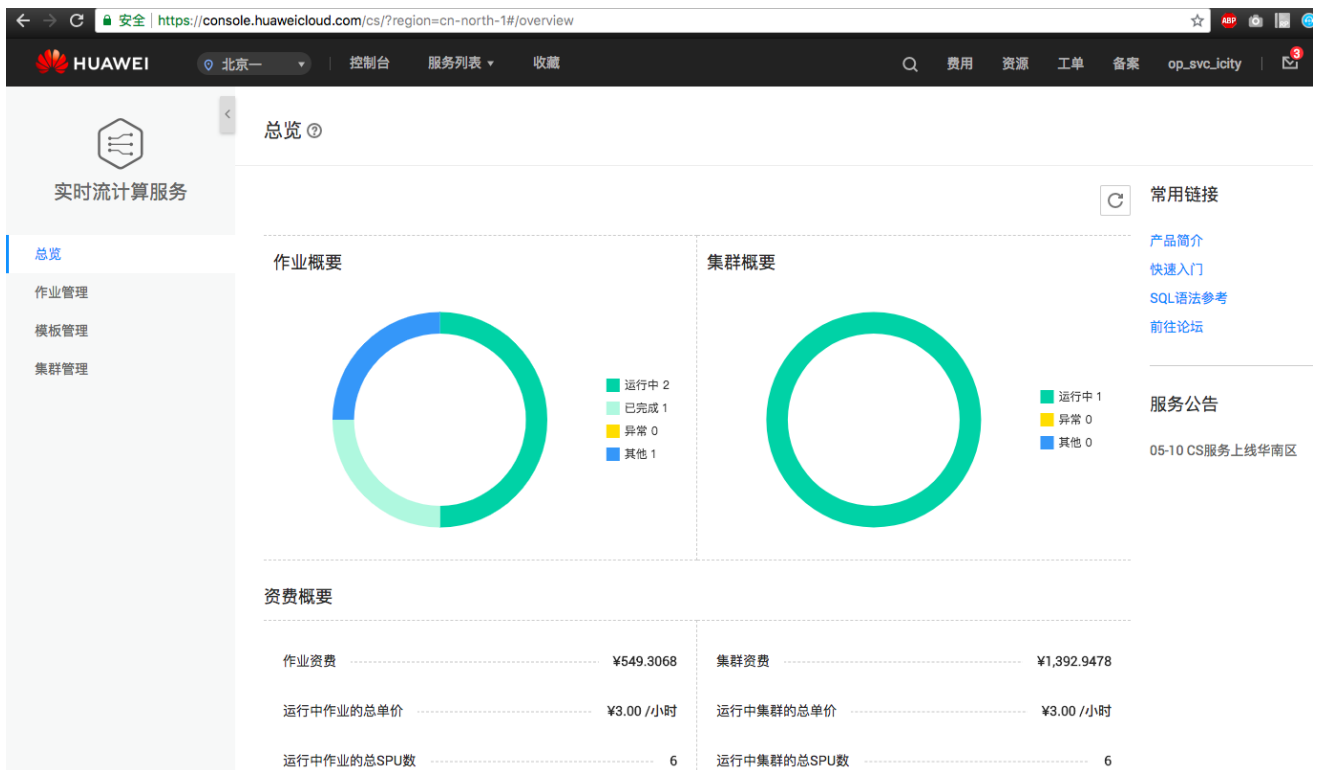 安全 https://console.huaweicloud.com/cs/?region=cn-north-1#/overview
ABP
HUAWEI 北京一 控制台 服务列表 收藏 费用 资源 工单 备案 op_svc_icity 3
实时流计算服务
总览
作业管理
模板管理
集群管理
总览
作业概要
运行中 2
已完成 1
异常 0
其他 1
集群概要
运行中 1
异常 0
其他 0
资费概要
作业资费 ¥549.3068
运行中作业的总单价 ¥3.00 /小时
运行中作业的总SPU数 6
集群资费 ¥1,392.9478
运行中集群的总单价 ¥3.00 /小时
运行中集群的总SPU数 6
常用链接
产品简介
快速入门
SQL语法参考
前往论坛
服务公告
05-10 CS服务上线华南区